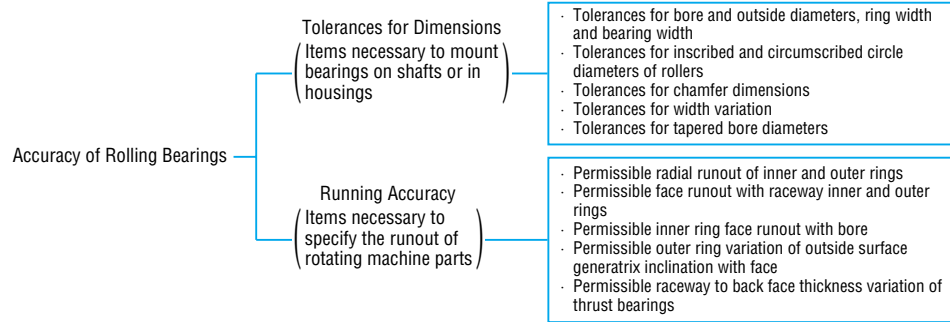 Accuracy of Rolling Bearings
Tolerances for Dimensions
(Items necessary to mount
bearings on shafts or in
housings)
· Tolerances for bore and outside diameters, ring width
and bearing width
· Tolerances for inscribed and circumscribed circle
diameters of rollers
· Tolerances for chamfer dimensions
· Tolerances for width variation
· Tolerances for tapered bore diameters
Running Accuracy
(Items necessary to
specify the runout of
rotating machine parts)
· Permissible radial runout of inner and outer rings
· Permissible face runout with raceway inner and outer
rings
· Permissible inner ring face runout with bore
· Permissible outer ring variation of outside surface
generatrix inclination with face
· Permissible raceway to back face thickness variation of
thrust bearings